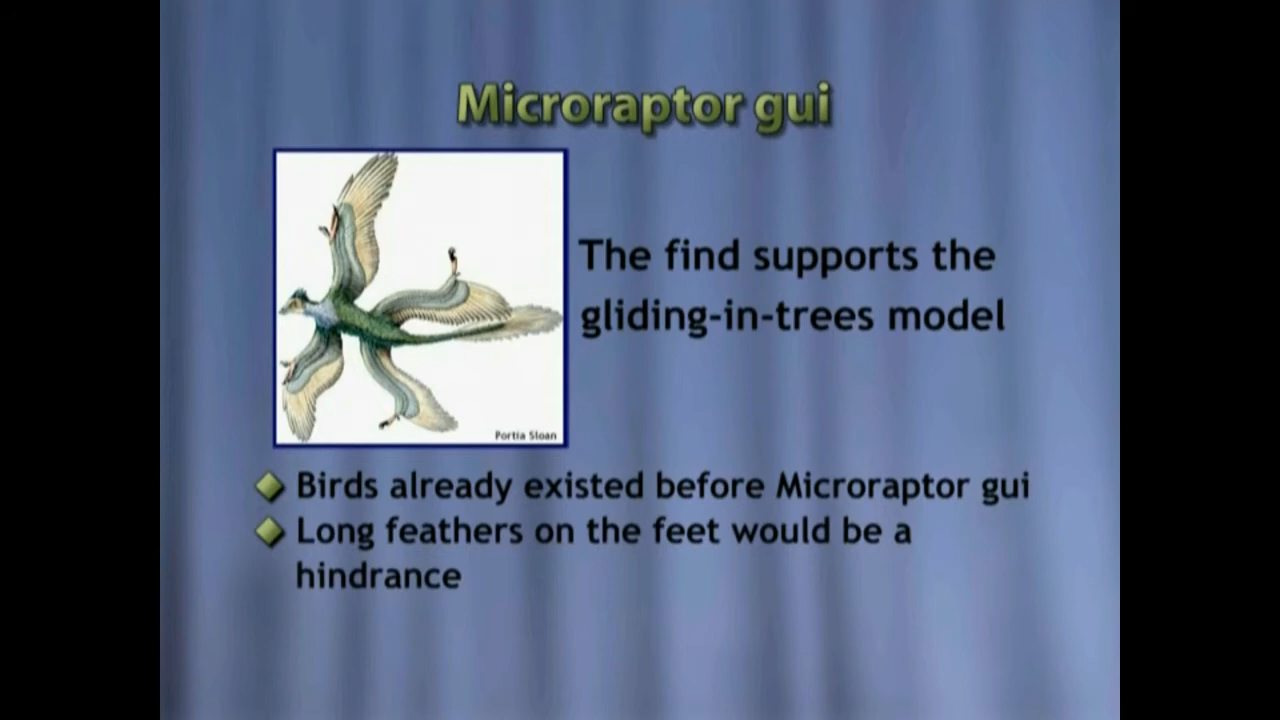 Microraptor gui
The find supports the
gliding-in-trees model
Portia Sloan
Birds already existed before Microraptor gui
Long feathers on the feet would be a
hindrance